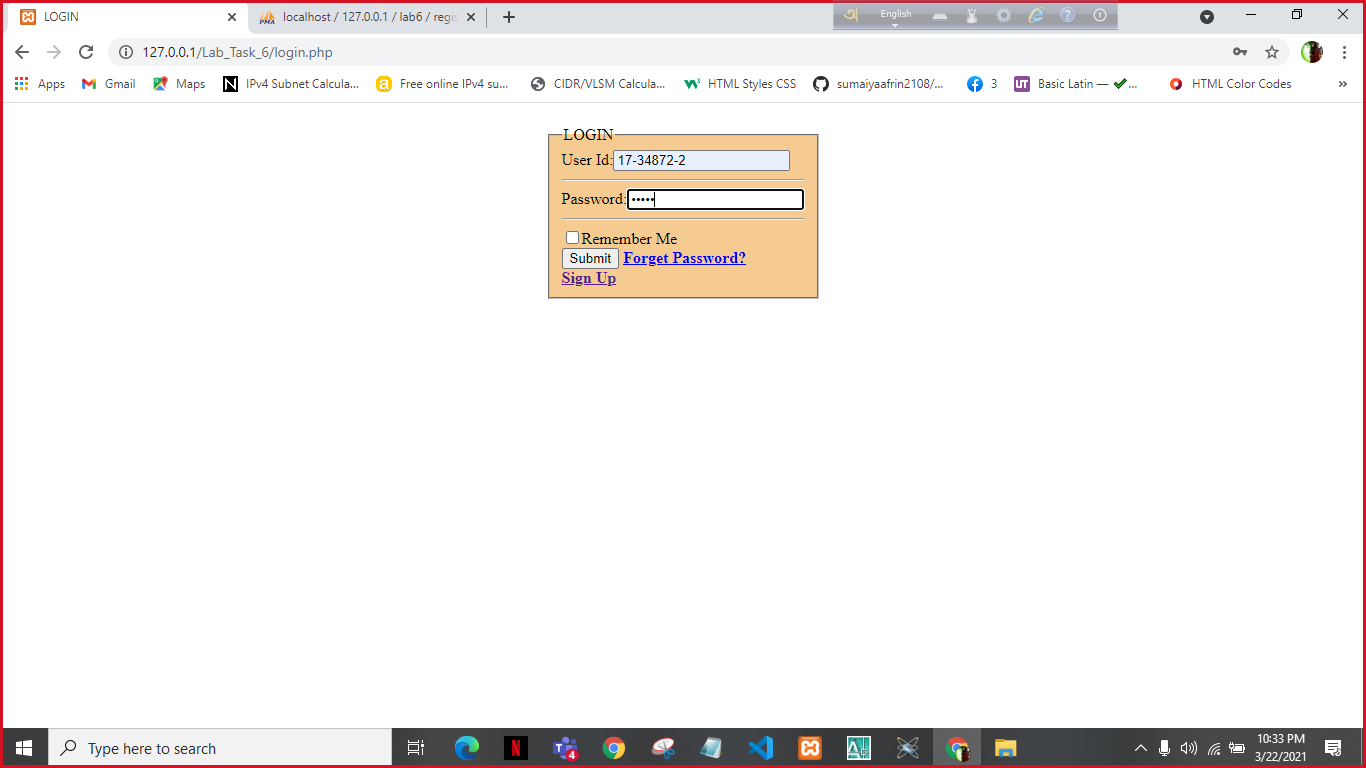 LOGIN
localhost / 127.0.0.1 / lab6 / regis
English
127.0.0.1/Lab_Task_6/login.php
Apps
Gmail
Maps
IPv4 Subnet Calcula...
Free online IPv4 su...
CIDR/VLSM Calcula...
HTML Styles CSS
sumaiyaafrin2108/...
3
Basic Latin — ✔...
HTML Color Codes
»
LOGIN
User Id: 17-34872-2
Password: •••••
Remember Me
Submit Forget Password?
Sign Up
Type here to search
4
10:33 PM
3/22/2021